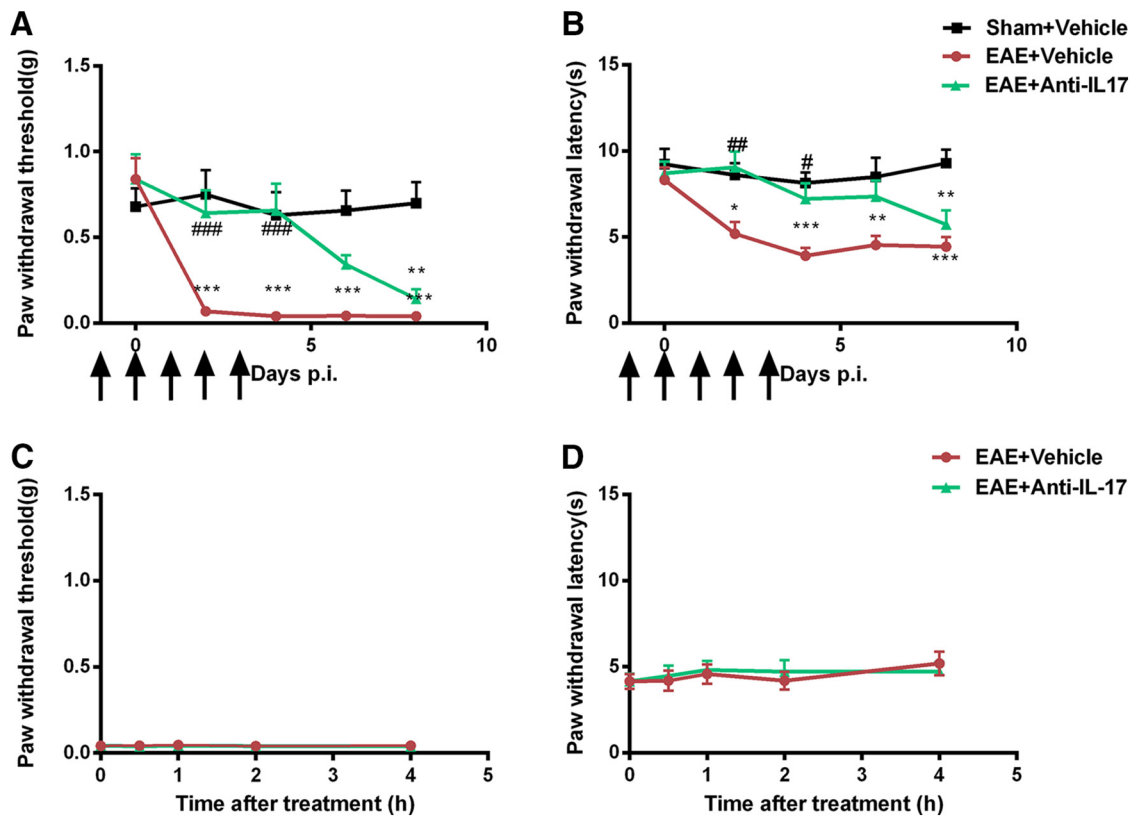 A
Paw withdrawal threshold(g)
1.5
1.0
0.5
0.0
###
###
***
***
***
**
***
0
5
10
Days p.i.
B
Sham+Vehicle
EAE+Vehicle
EAE+Anti-IL17
Paw withdrawal latency(s)
15
10
5
0
##
#
*
***
**
**
***
0
5
10
Days p.i.
C
Paw withdrawal threshold(g)
1.5
1.0
0.5
0.0
0
1
2
3
4
5
Time after treatment (h)
D
EAE+Vehicle
EAE+Anti-IL-17
Paw withdrawal latency(s)
15
10
5
0
0
1
2
3
4
5
Time after treatment (h)